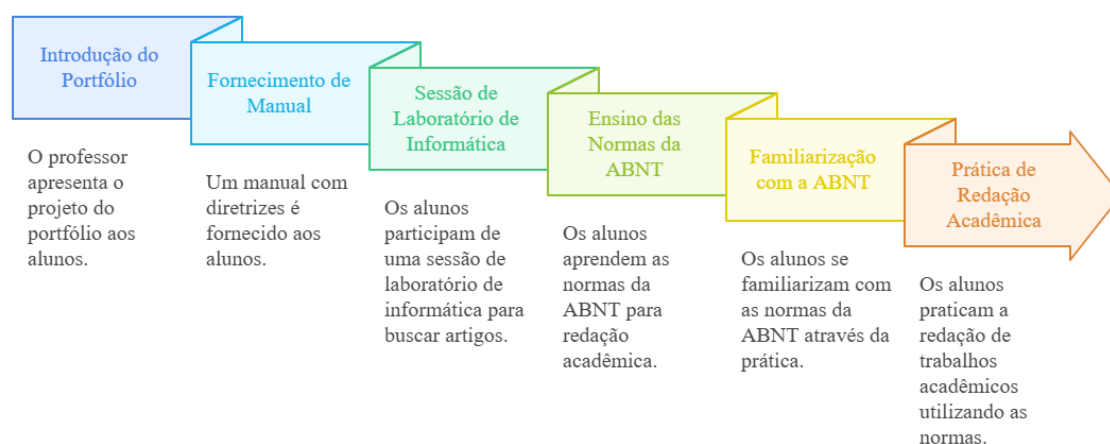 Introdução do
Portfólio
O professor
apresenta o
projeto do
portfólio aos
alunos.
Fornecimento de
Manual
Um manual com
diretrizes é
fornecido aos
alunos.
Sessão de
Laboratório de
Informática
Os alunos
participam de
uma sessão de
laboratório de
informática para
buscar artigos.
Ensino das
Normas da
ABNT
Os alunos
aprendem as
normas da
ABNT para
redação
acadêmica.
Familiarização
com a ABNT
Os alunos se
familiarizam com
as normas da
ABNT através da
prática.
Prática de
Redação
Acadêmica
Os alunos
praticam a
redação de
trabalhos
acadêmicos
utilizando as
normas.